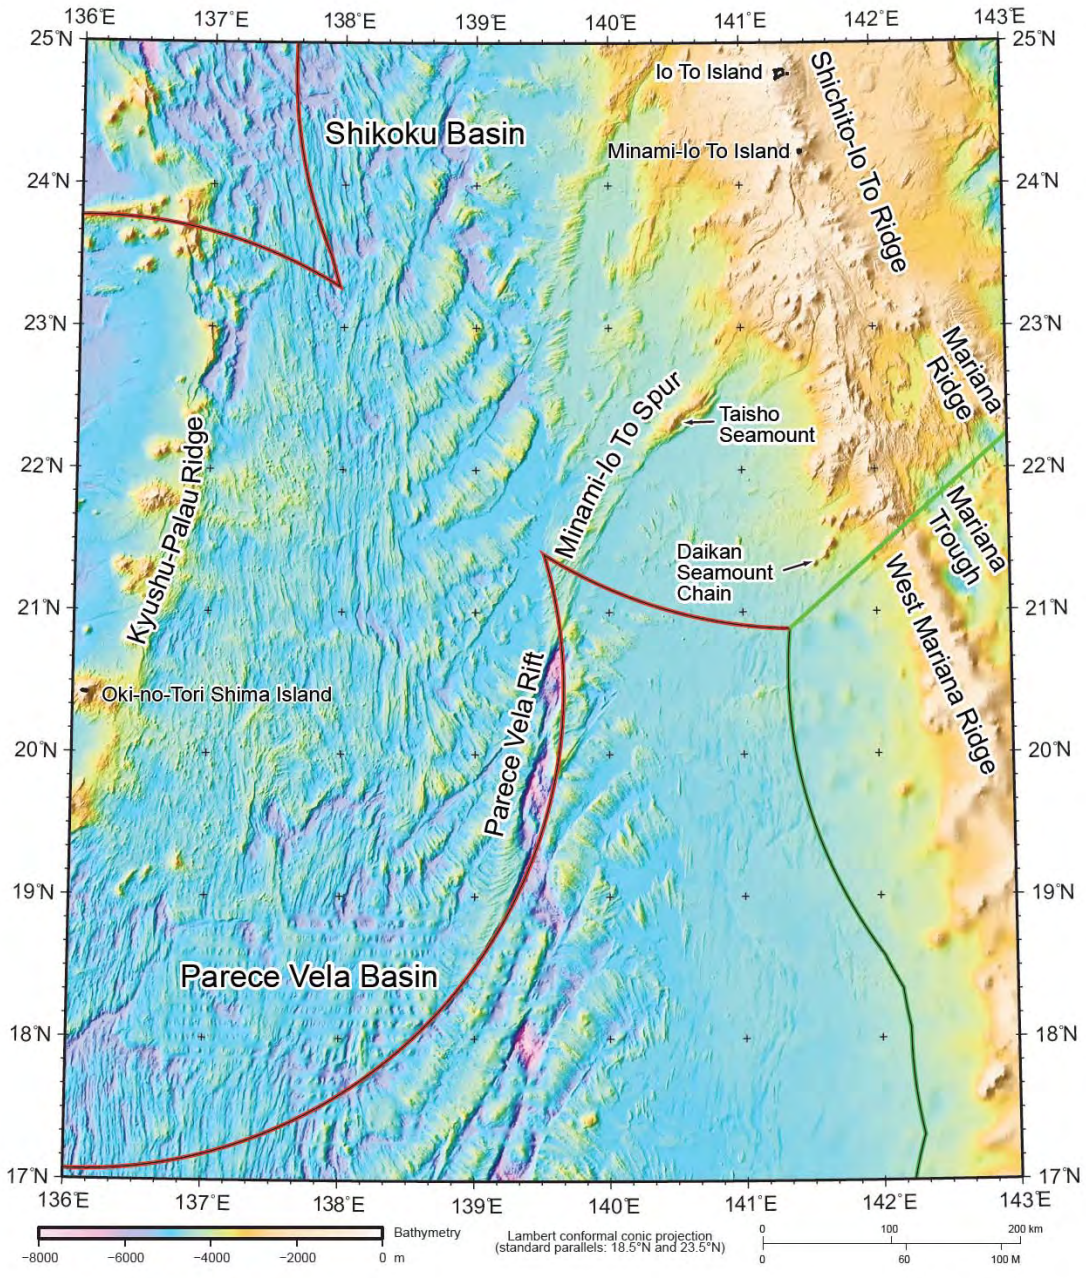 136°E 137°E 138°E 139°E 140°E 141°E 142°E 143°E
25°N 25°N
Io To Island
Shichito-Io To Ridge
Shikoku Basin
Minami-Io To Island
24°N 24°N
23°N 23°N
Mariana
Ridge
Minami-Io To Spur
Taisho
Seamount
Kyushu-Palau Ridge
22°N 22°N
Mariana
Trough
Daikan
Seamount
Chain
West Mariana Ridge
21°N 21°N
Parece Vela Rift
Oki-no-Tori Shima Island
20°N 20°N
19°N 19°N
Parece Vela Basin
18°N 18°N
17°N 17°N
136°E 137°E 138°E 139°E 140°E 141°E 142°E 143°E
Bathymetry
−8000 −6000 −4000 −2000 0 m
Lambert conformal conic projection
(standard parallels: 18.5°N and 23.5°N)
0 100 200 km
0 60 100 M